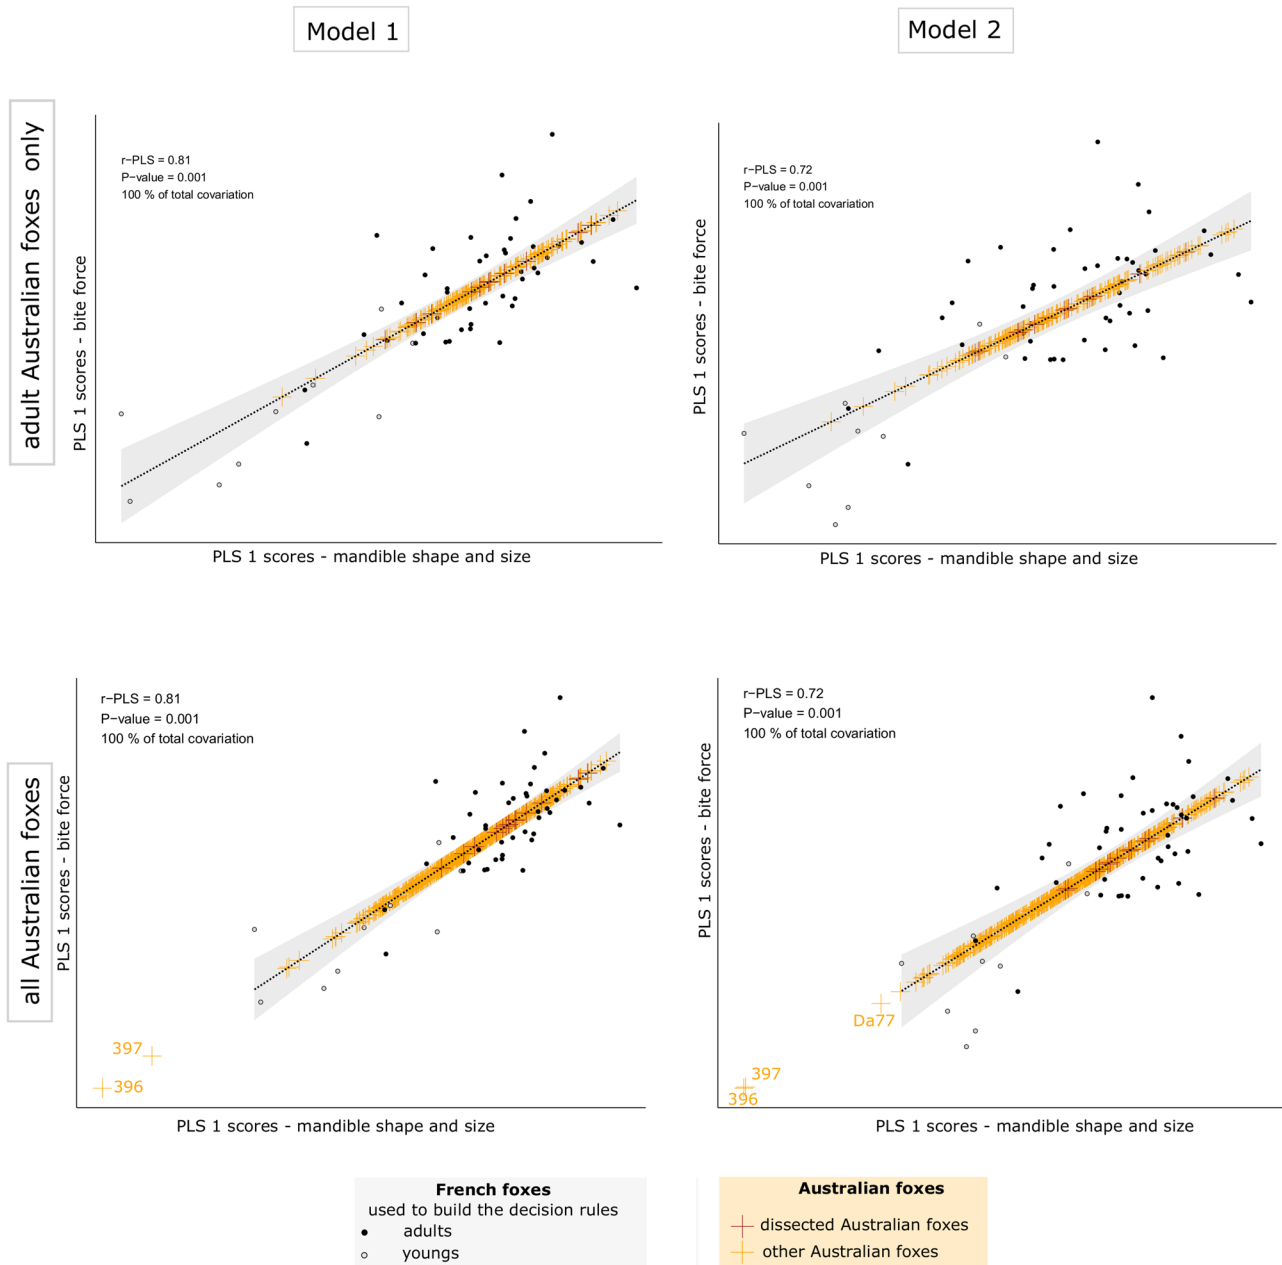 Model 1
Model 2
adult Australian foxes only
r−PLS = 0.81
P−value = 0.001
100 % of total covariation
PLS 1 scores - bite force
PLS 1 scores - mandible shape and size
r−PLS = 0.72
P−value = 0.001
100 % of total covariation
PLS 1 scores - bite force
PLS 1 scores - mandible shape and size
all Australian foxes
r−PLS = 0.81
P−value = 0.001
100 % of total covariation
PLS 1 scores - bite force
397
396
PLS 1 scores - mandible shape and size
r−PLS = 0.72
P−value = 0.001
100 % of total covariation
PLS 1 scores - bite force
Da77
397
396
PLS 1 scores - mandible shape and size
French foxes
used to build the decision rules
adults
youngs
Australian foxes
dissected Australian foxes
other Australian foxes